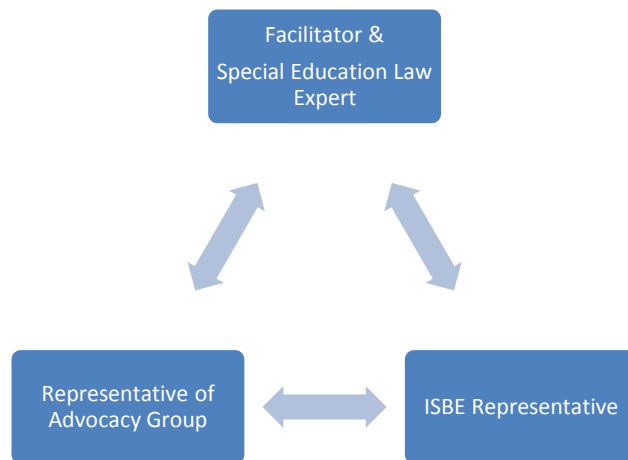 Facilitator &
Special Education Law
Expert
Representative of
Advocacy Group
ISBE Representative